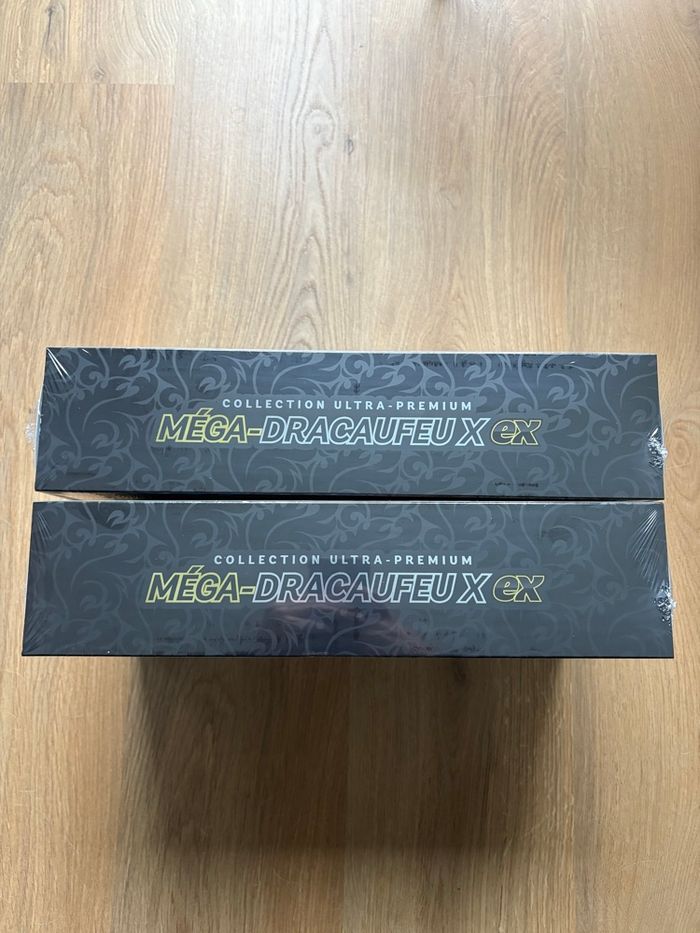 COLLECTION ULTRA-PREMIUM
MÉGA-DRACAUFEU X ex
COLLECTION ULTRA-PREMIUM
MÉGA-DRACAUFEU X ex